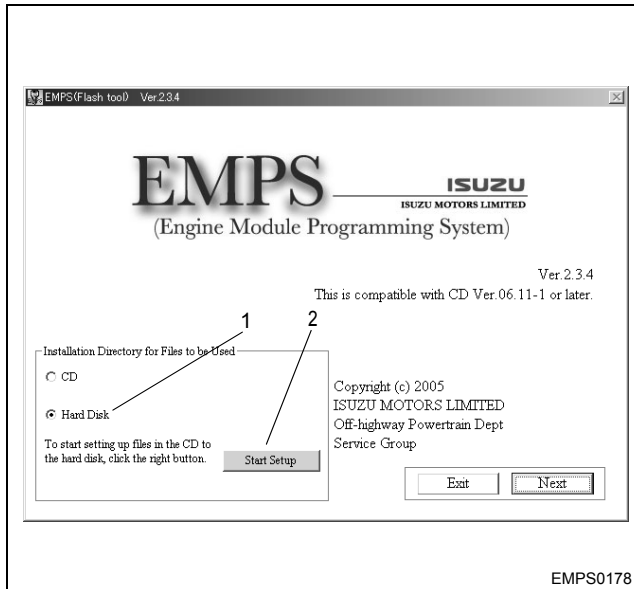 EMPS(Flash tool) Ver.2.3.4
EMPS
ISUZU
ISUZU MOTORS LIMITED
(Engine Module Programming System)
Ver.2.3.4
This is compatible with CD Ver.06.11-1 or later.
1
2
Installation Directory for Files to be Used
CD
Hard Disk
To start setting up files in the CD to
the hard disk, click the right button.
Start Setup
Copyright (c) 2005
ISUZU MOTORS LIMITED
Off-highway Powertrain Dept
Service Group
Exit
Next
EMPS0178